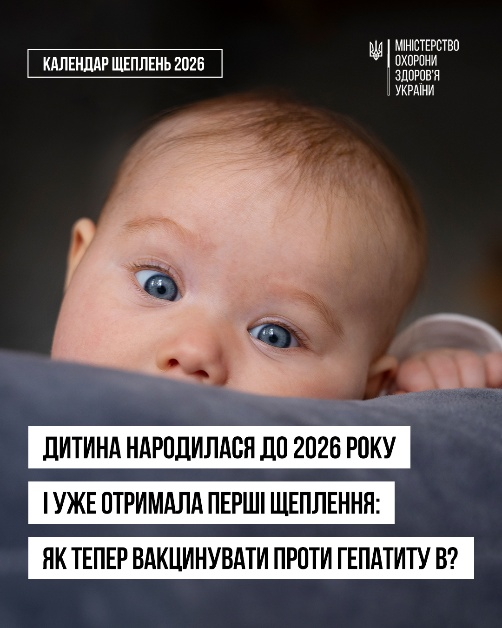 КАЛЕНДАР ЩЕПЛЕНЬ 2026
МІНІСТЕРСТВО
ОХОРОНИ
ЗДОРОВ'Я
УКРАЇНИ
ДИТИНА НАРОДИЛАСЯ ДО 2026 РОКУ
І УЖЕ ОТРИМАЛА ПЕРШІ ЩЕПЛЕННЯ:
ЯК ТЕПЕР ВАКЦИНУВАТИ ПРОТИ ГЕПАТИТУ В?